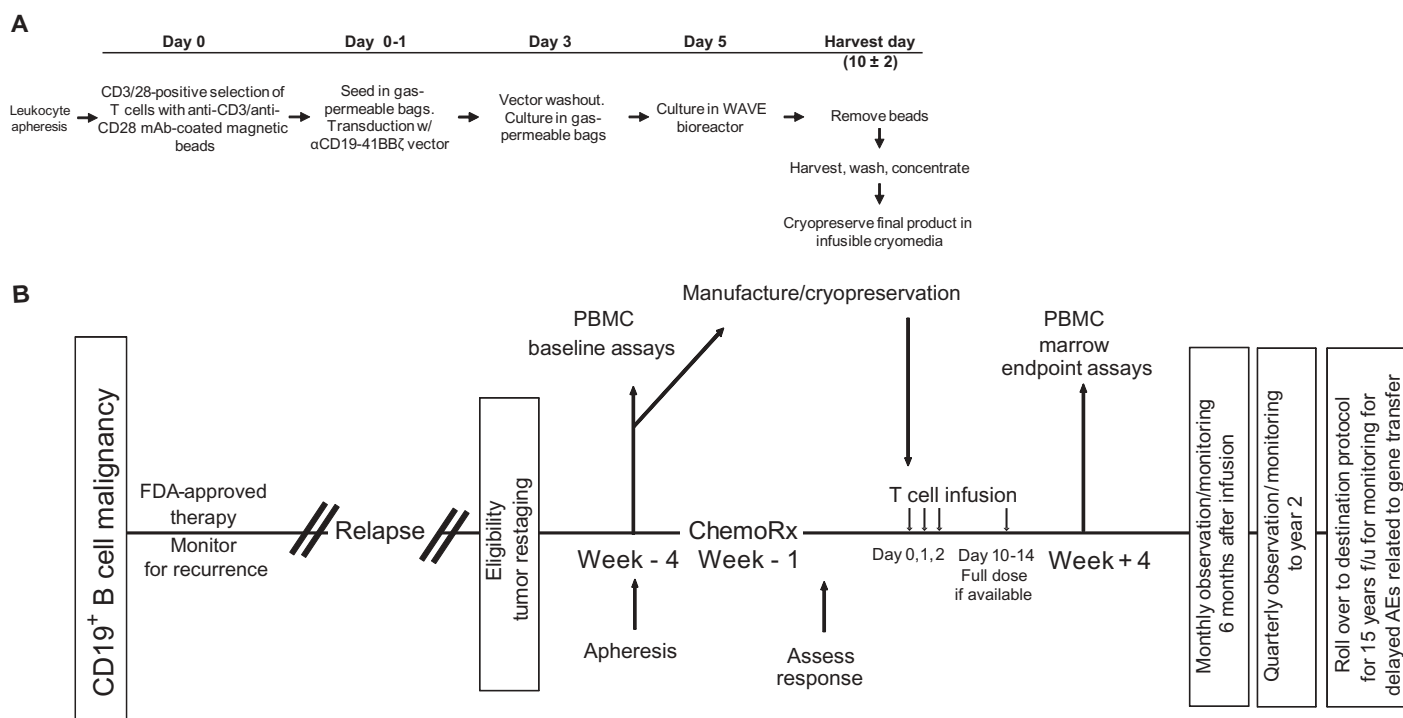 A
Day 0
Day 0-1
Day 3
Day 5
Harvest day
(10 ± 2)
Leukocyte
apheresis
CD3/28-positive selection of
T cells with anti-CD3/anti-
CD28 mAb-coated magnetic
beads
Seed in gas-
permeable bags.
Transduction w/
αCD19-41BBζ vector
Vector washout.
Culture in gas-
permeable bags
Culture in WAVE
bioreactor
Remove beads
Harvest, wash, concentrate
Cryopreserve final product in
infusible cryomedia
B
CD19⁺ B cell malignancy
FDA-approved
therapy
Monitor
for recurrence
Relapse
Eligibility
tumor restaging
PBMC
baseline assays
Manufacture/cryopreservation
Week - 4
Apheresis
ChemoRx
Week - 1
Assess
response
T cell infusion
Day 0,1,2
Day 10-14
Full dose
if available
PBMC
marrow
endpoint assays
Week + 4
Monthly observation/monitoring
6 months after infusion
Quarterly observation/monitoring
to year 2
Roll over to destination protocol
for 15 years f/u for monitoring for
delayed AEs related to gene transfer